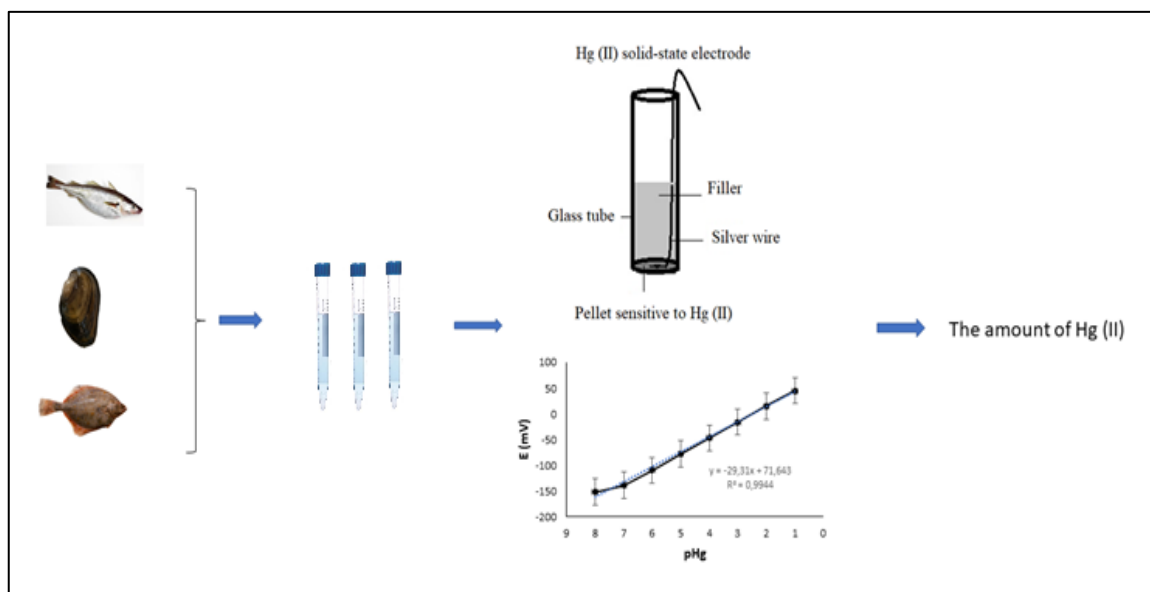 Hg (II) solid-state electrode
Filler
Glass tube
Silver wire
Pellet sensitive to Hg (II)
The amount of Hg (II)
100
50
0
-50
-100
-150
-200
E (mV)
y = -29,31x + 71,643
R² = 0,9944
9 8 7 6 5 4 3 2 1 0
pHg